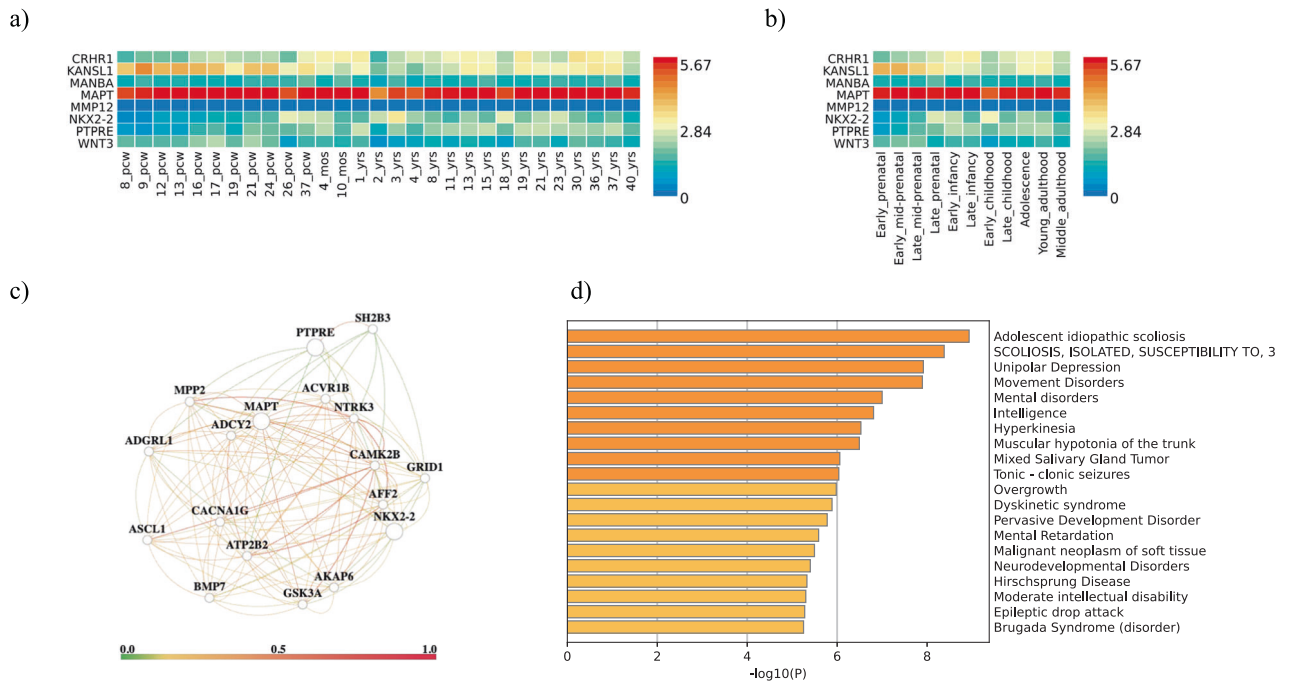 a)
CRHR1
KANSL1
MANBA
MAPT
MMP12
NKX2-2
PTPRE
WNT3
8_pcw
9_pcw
12_pcw
13_pcw
16_pcw
17_pcw
19_pcw
21_pcw
24_pcw
26_pcw
37_pcw
4_mos
10_mos
1_yrs
2_yrs
3_yrs
4_yrs
8_yrs
11_yrs
13_yrs
15_yrs
18_yrs
19_yrs
21_yrs
23_yrs
30_yrs
36_yrs
37_yrs
40_yrs
5.67
2.84
0
b)
CRHR1
KANSL1
MANBA
MAPT
MMP12
NKX2-2
PTPRE
WNT3
Early_prenatal
Early_mid-prenatal
Late_mid-prenatal
Late_prenatal
Early_infancy
Late_infancy
Early_childhood
Late_childhood
Adolescence
Young_adulthood
Middle_adulthood
5.67
2.84
0
c)
SH2B3
PTPRE
MPP2
ACVR1B
MAPT
NTRK3
ADCY2
ADGRL1
CAMK2B
GRID1
AFF2
CACNA1G
NKX2-2
ASCL1
ATP2B2
AKAP6
BMP7
GSK3A
0.0 0.5 1.0
d)
Adolescent idiopathic scoliosis
SCOLIOSIS, ISOLATED, SUSCEPTIBILITY TO, 3
Unipolar Depression
Movement Disorders
Mental disorders
Intelligence
Hyperkinesia
Muscular hypotonia of the trunk
Mixed Salivary Gland Tumor
Tonic - clonic seizures
Overgrowth
Dyskinetic syndrome
Pervasive Development Disorder
Mental Retardation
Malignant neoplasm of soft tissue
Neurodevelopmental Disorders
Hirschsprung Disease
Moderate intellectual disability
Epileptic drop attack
Brugada Syndrome (disorder)
0 2 4 6 8
-log10(P)